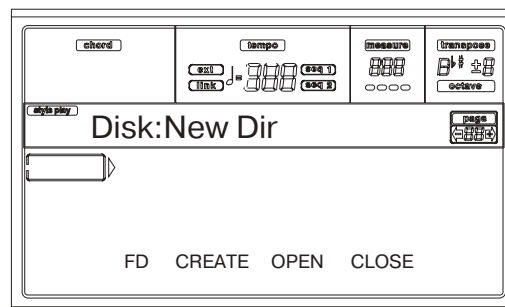 chord tempo measure transpose
ext seq 1
link seq 2
octave
style play
Disk:New Dir
page
FD CREATE OPEN CLOSE